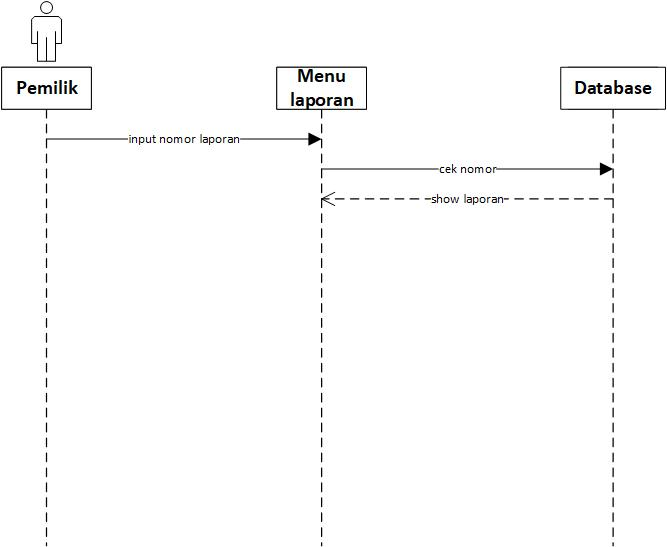 Pemilik
Menu
laporan
Database
input nomor laporan
cek nomor
show laporan